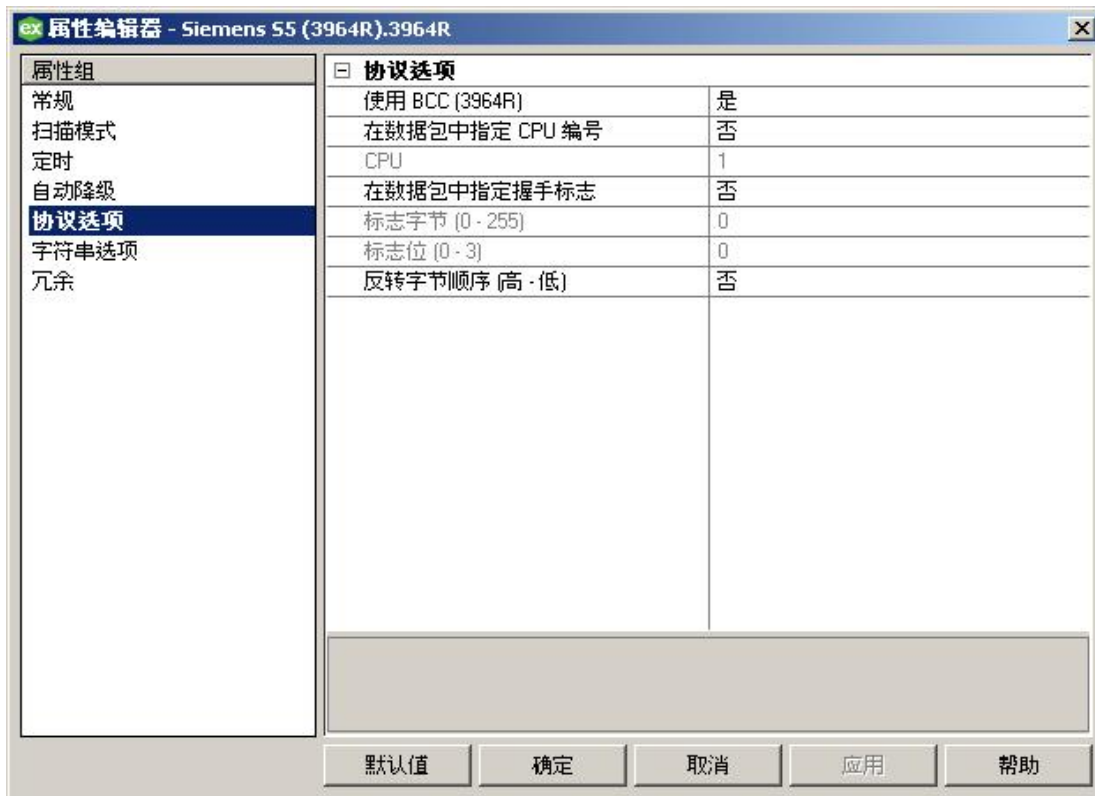 ex 属性编辑器 - Siemens S5 (3964R).3964R
属性组
常规
扫描模式
定时
自动降级
协议选项
字符串选项
冗余
协议选项
使用 BCC (3964R) 是
在数据包中指定 CPU 编号 否
CPU 1
在数据包中指定握手标志 否
标志字节 (0 - 255) 0
标志位 (0 - 3) 0
反转字节顺序 (高 - 低) 否
默认值 确定 取消 应用 帮助